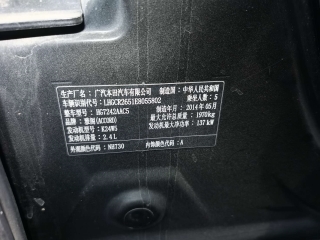 生产厂厂名：广汽本田汽车有限公司 制造国：中华人民共和国
车辆识别代号：LHGCR2651E8055802 乘坐人数：5
整车型号：HG7242AAC5 制造年月：2014年05月
品牌：雅阁(ACCORD) 最大允许总质量：1970kg
发动机型号：K24W5 发动机最大净功率：137kW
发动机排量：2.4L
外观颜色代码：NH730 内饰颜色代码：A